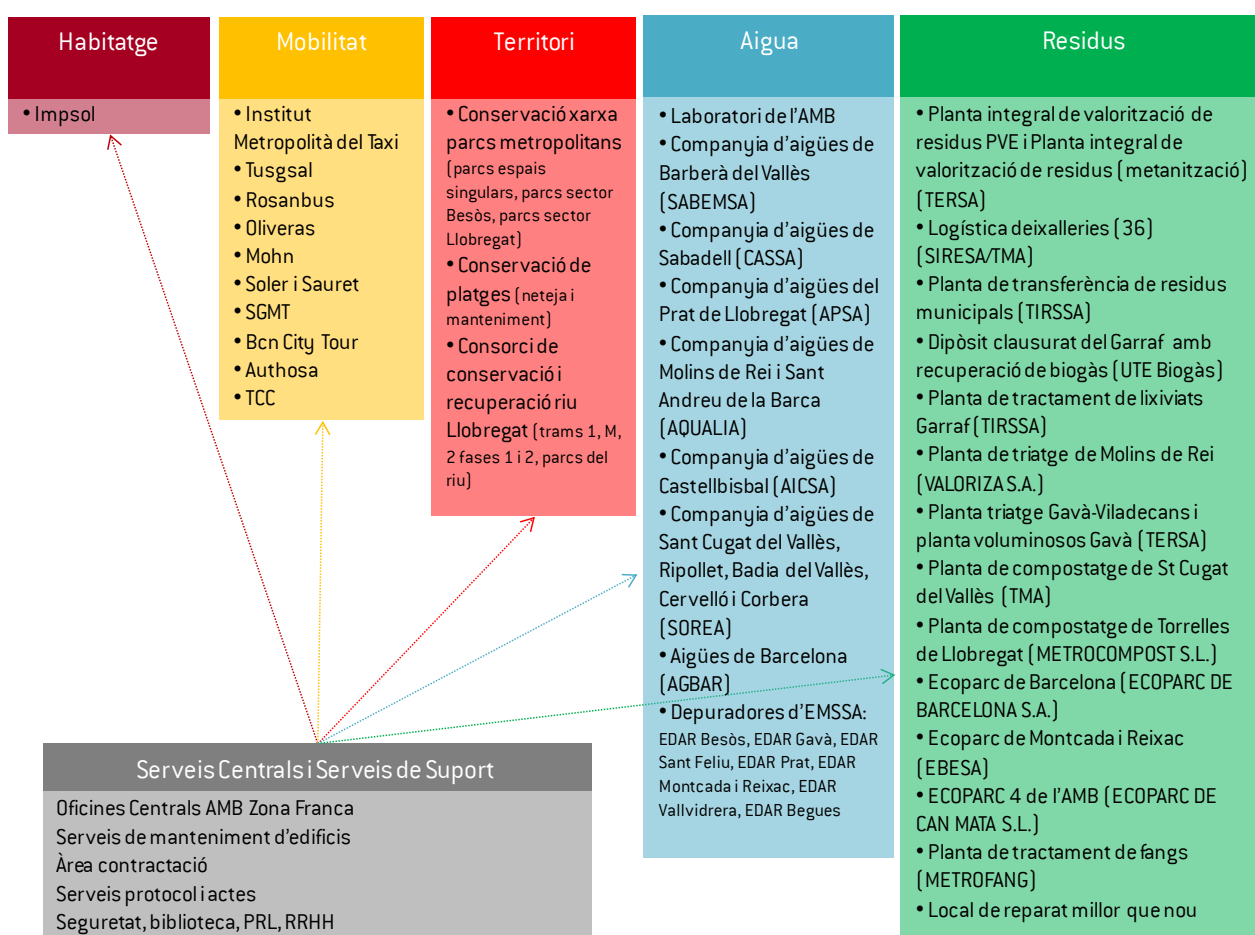 Habitatge
• Impsol
Mobilitat
• Institut
Metropolità del Taxi
• Tusgsal
• Rosanbus
• Oliveras
• Mohn
• Soler i Sauret
• SGMT
• Bcn City Tour
• Authosa
• TCC
Territori
• Conservació xarxa
parcs metropolitans
(parcs espais
singulars, parcs sector
Besòs, parcs sector
Llobregat)
• Conservació de
platges (neteja i
manteniment)
• Consorci de
conservació i
recuperació riu
Llobregat (trams 1, M,
2 fases 1 i 2, parcs del
riu)
Aigua
• Laboratori de l’AMB
• Companyia d’aigües de
Barberà del Vallès
(SABEMSA)
• Companyia d’aigües de
Sabadell (CASSA)
• Companyia d’aigües del
Prat de Llobregat (APSA)
• Companyia d’aigües de
Molins de Rei i Sant
Andreu de la Barca
(AQUALIA)
• Companyia d’aigües de
Castellbisbal (AICSA)
• Companyia d’aigües de
Sant Cugat del Vallès,
Ripollet, Badia del Vallès,
Cervelló i Corbera
(SOREA)
• Aigües de Barcelona
(AGBAR)
• Depuradores d’EMSSA:
EDAR Besòs, EDAR Gavà, EDAR
Sant Feliu, EDAR Prat, EDAR
Montcada i Reixac, EDAR
Vallvidrera, EDAR Begues
Residus
• Planta integral de valorització de
residus PVE i Planta integral de
valorització de residus (metanització)
(TERSA)
• Logística deixalleries (36)
(SIRESA/TMA)
• Planta de transferència de residus
municipals (TIRSSA)
• Dipòsit clausurat del Garraf amb
recuperació de biogàs (UTE Biogàs)
• Planta de tractament de lixiviats
Garraf (TIRSSA)
• Planta de triatge de Molins de Rei
(VALORIZA S.A.)
• Planta triatge Gavà-Viladecans i
planta voluminosos Gavà (TERSA)
• Planta de compostatge de St Cugat
del Vallès (TMA)
• Planta de compostatge de Torrelles
de Llobregat (METROCOMPOST S.L.)
• Ecoparc de Barcelona (ECOPARC DE
BARCELONA S.A.)
• Ecoparc de Montcada i Reixac
(EBESA)
• ECOPARC 4 de l’AMB (ECOPARC DE
CAN MATA S.L.)
• Planta de tractament de fangs
(METROFANG)
• Local de reparat millor que nou
Serveis Centrals i Serveis de Suport
Oficines Centrals AMB Zona Franca
Serveis de manteniment d’edificis
Àrea contractació
Serveis protocol i actes
Seguretat, biblioteca, PRL, RRHH